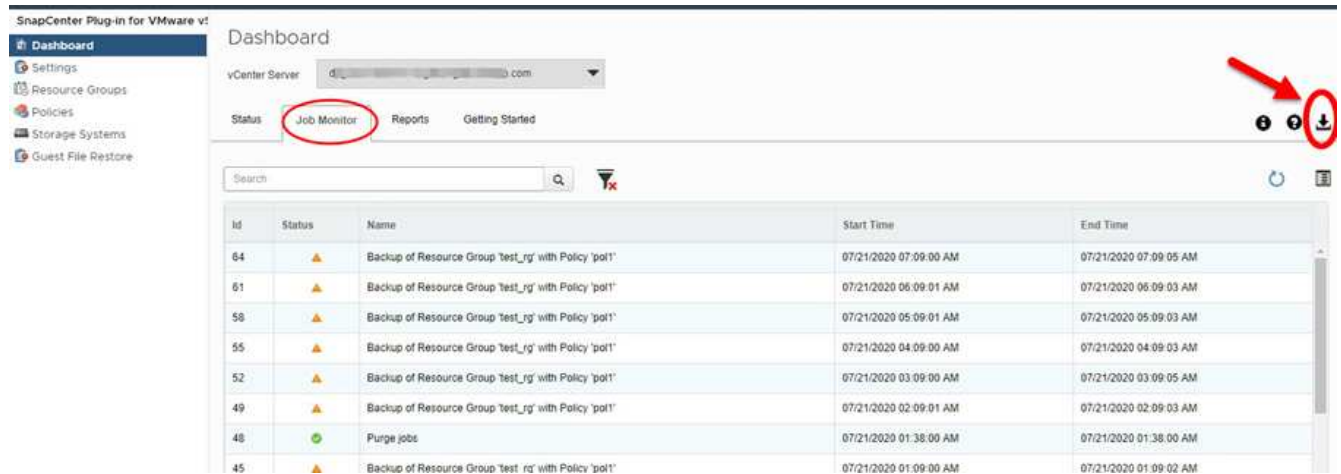 SnapCenter Plug-in for VMware vS
Dashboard
Settings
Resource Groups
Policies
Storage Systems
Guest File Restore
Dashboard
vCenter Server com
Status Job Monitor Reports Getting Started
Search
Id Status Name Start Time End Time
64 Backup of Resource Group 'test_rg' with Policy 'pol1' 07/21/2020 07:09:00 AM 07/21/2020 07:09:05 AM
61 Backup of Resource Group 'test_rg' with Policy 'pol1' 07/21/2020 06:09:01 AM 07/21/2020 06:09:03 AM
58 Backup of Resource Group 'test_rg' with Policy 'pol1' 07/21/2020 05:09:01 AM 07/21/2020 05:09:03 AM
55 Backup of Resource Group 'test_rg' with Policy 'pol1' 07/21/2020 04:09:00 AM 07/21/2020 04:09:03 AM
52 Backup of Resource Group 'test_rg' with Policy 'pol1' 07/21/2020 03:09:00 AM 07/21/2020 03:09:05 AM
49 Backup of Resource Group 'test_rg' with Policy 'pol1' 07/21/2020 02:09:01 AM 07/21/2020 02:09:03 AM
48 Purge jobs 07/21/2020 01:38:00 AM 07/21/2020 01:38:00 AM
45 Backup of Resource Group 'test_rg' with Policy 'pol1' 07/21/2020 01:09:00 AM 07/21/2020 01:09:02 AM